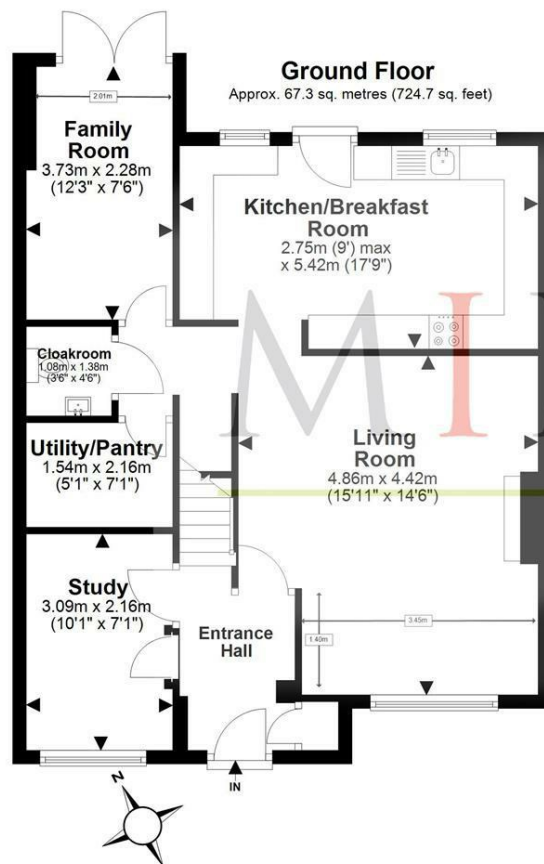 Ground Floor
Approx. 67.3 sq. metres (724.7 sq. feet)
2.01m
Family
Room
3.73m x 2.28m
(12'3" x 7'6")
Kitchen/Breakfast
Room
2.75m (9') max
x 5.42m (17'9")
MI
Cloakroom
1.08m x 1.38m
(3'6" x 4'6")
Utility/Pantry
1.54m x 2.16m
(5'1" x 7'1")
Living
Room
4.86m x 4.42m
(15'11" x 14'6")
Study
3.09m x 2.16m
(10'1" x 7'1")
Entrance
Hall
3.45m
1.40m
IN
N